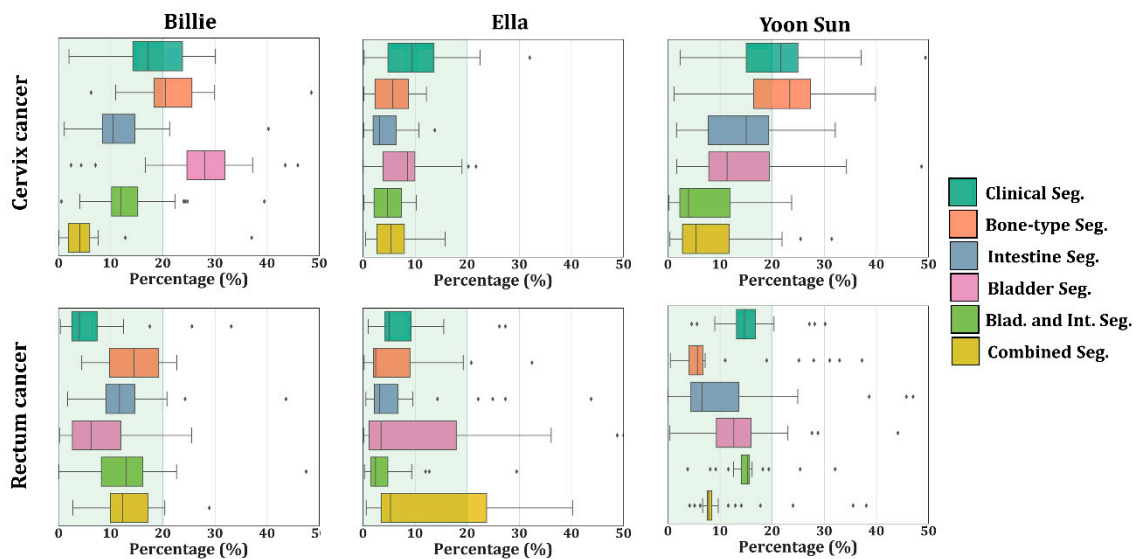 Billie Ella Yoon Sun
Cervix cancer
0 10 20 30 40 50 0 10 20 30 40 50 0 10 20 30 40 50
Percentage (%) Percentage (%) Percentage (%)
Clinical Seg.
Bone-type Seg.
Intestine Seg.
Bladder Seg.
Blad. and Int. Seg.
Combined Seg.
Rectum cancer
0 10 20 30 40 50 0 10 20 30 40 50 0 10 20 30 40 50
Percentage (%) Percentage (%) Percentage (%)